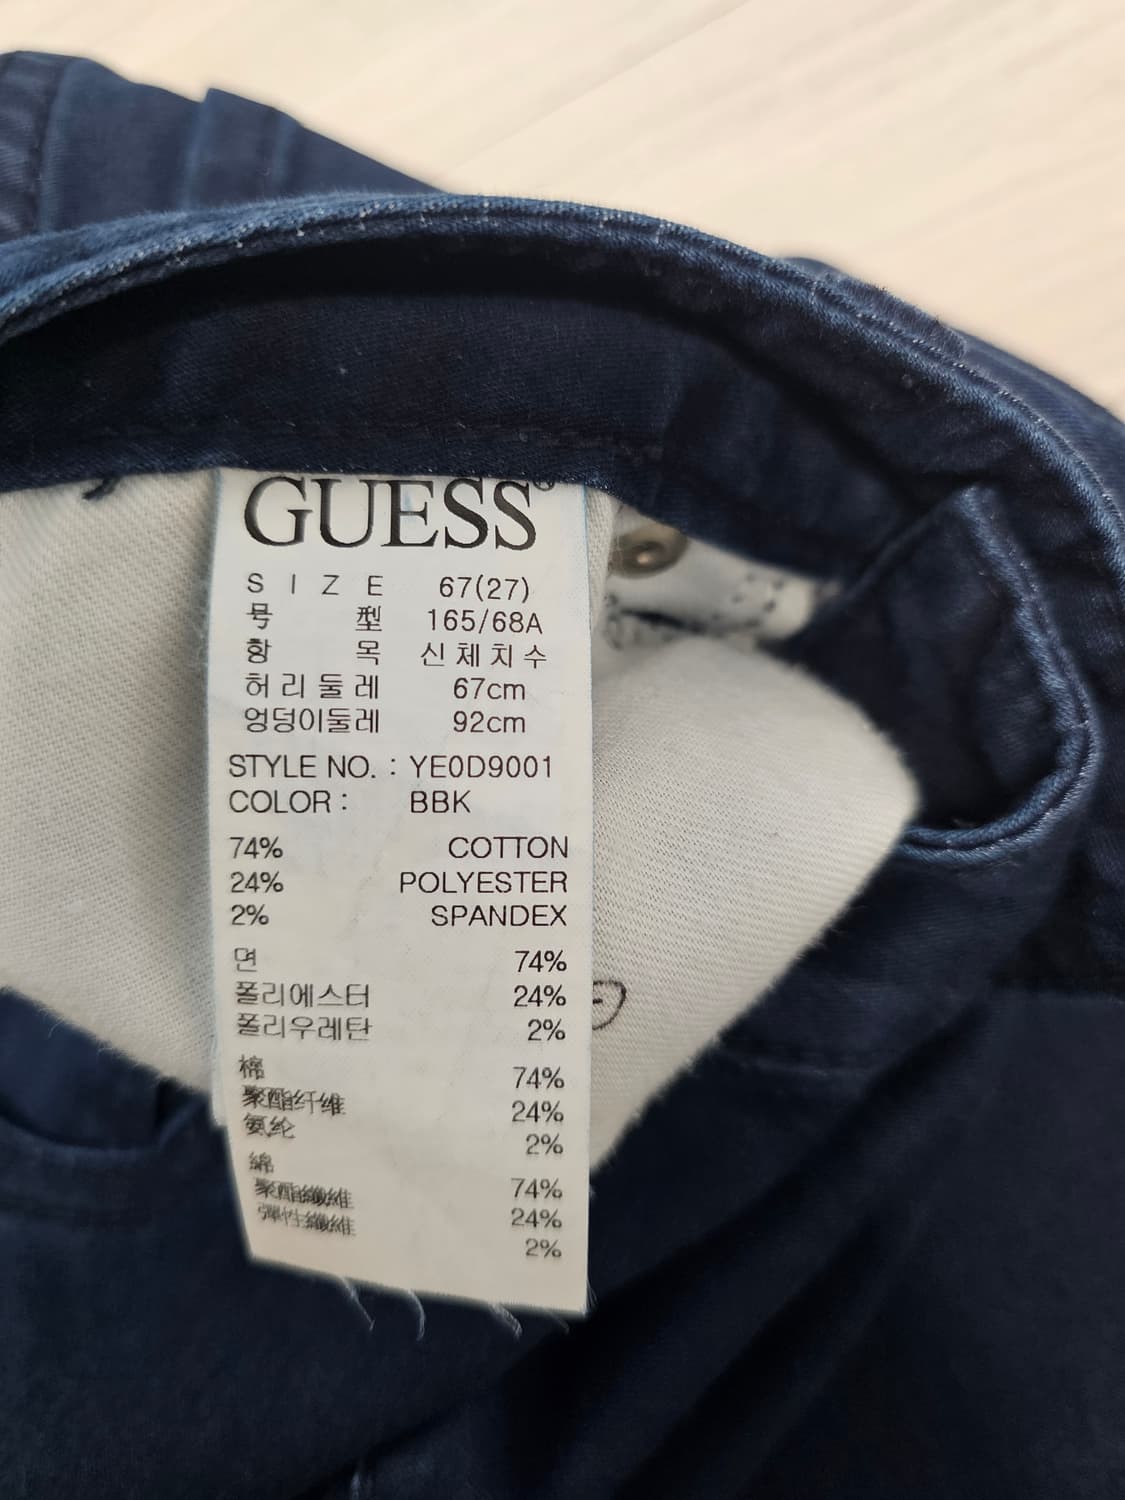 GUESS
SIZE 67(27)
号型 165/68A
항목 신체치수
허리둘레 67cm
엉덩이둘레 92cm
STYLE NO. : YE0D9001
COLOR : BBK
74% COTTON
24% POLYESTER
2% SPANDEX
면 74%
폴리에스터 24%
폴리우레탄 2%
棉 74%
聚酯纤维 24%
氨纶 2%
綿 74%
聚酯纖維 24%
彈性纖維 2%